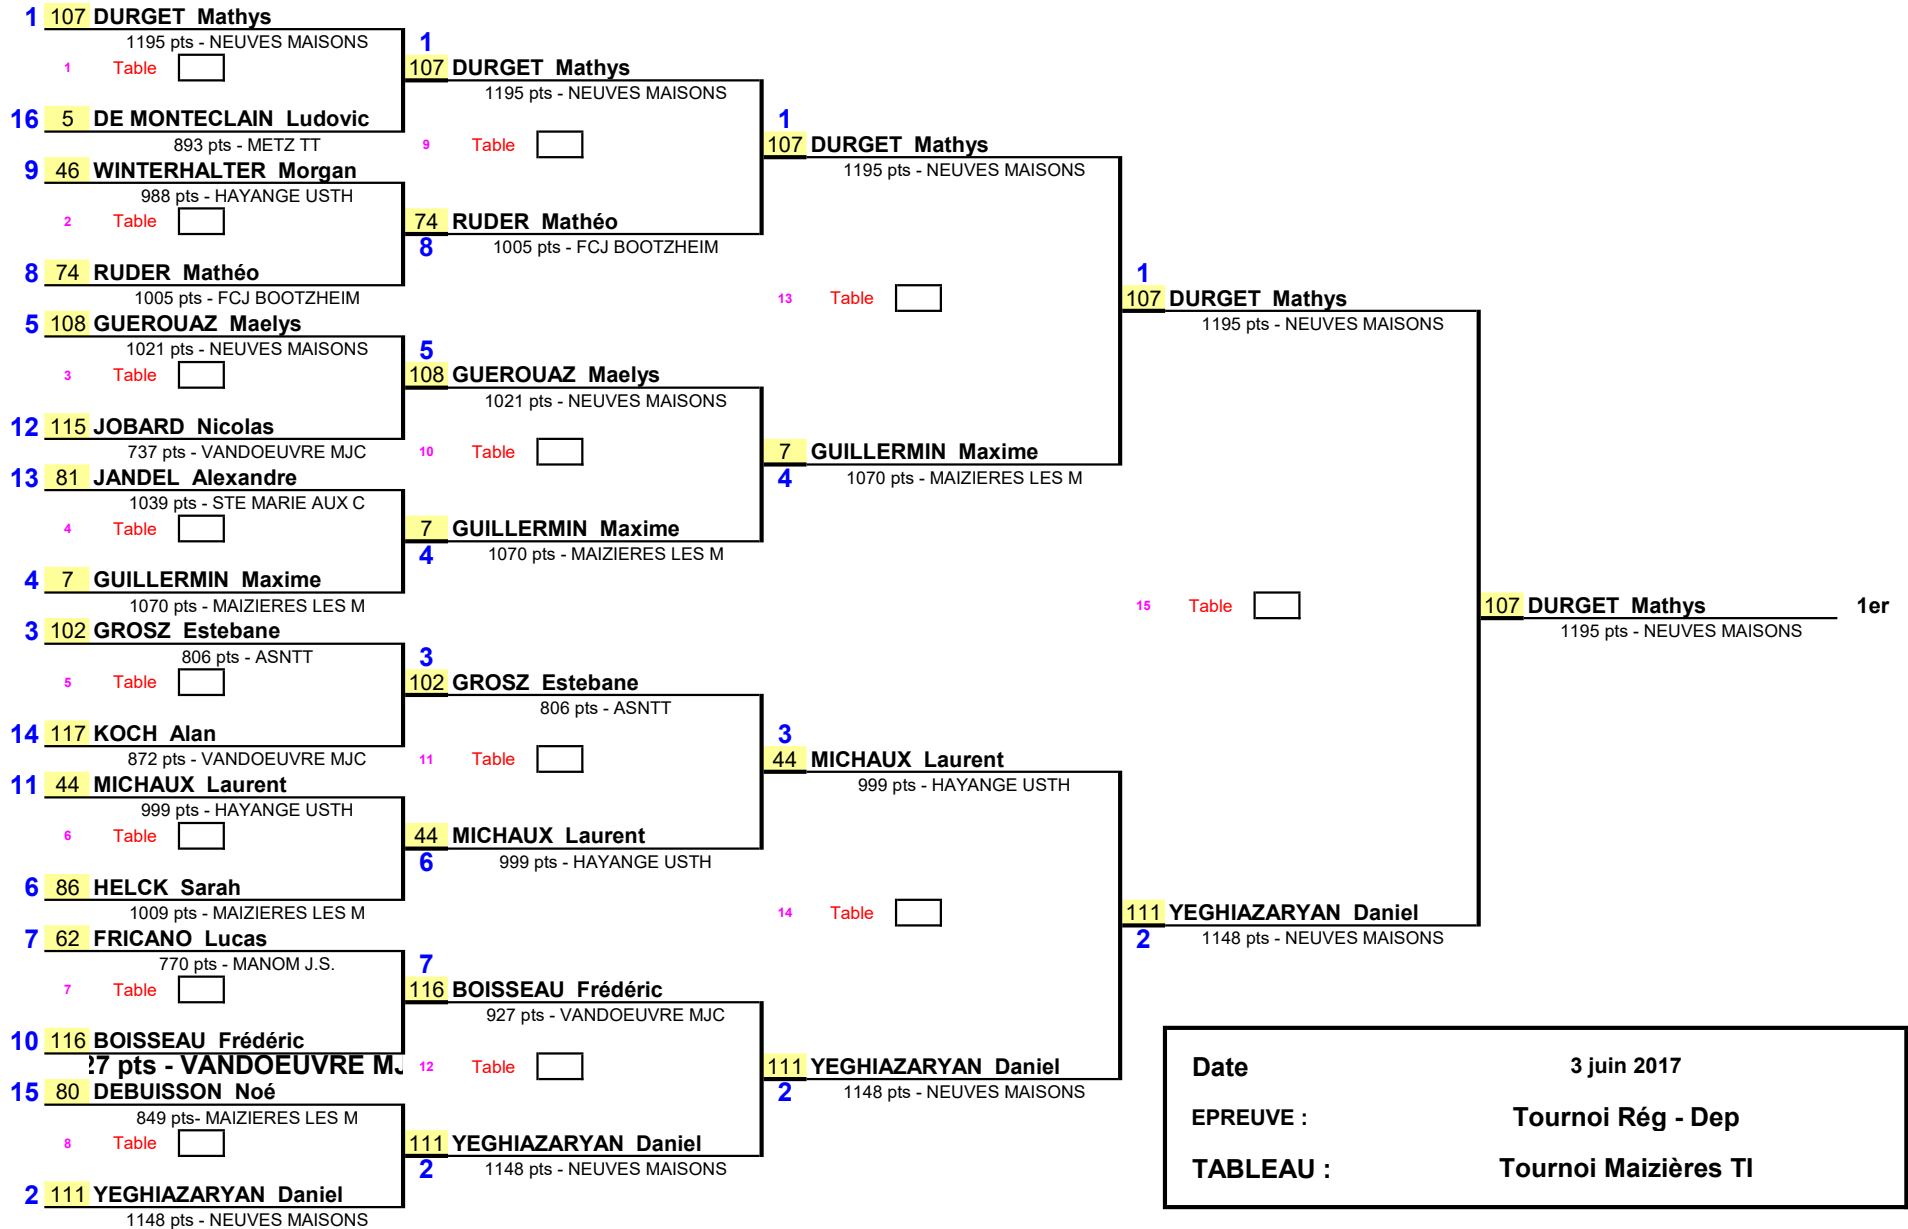 1 107 DURGET Mathys
1195 pts - NEUVES MAISONS
1 Table
16 5 DE MONTECLAIN Ludovic
893 pts - METZ TT
9 46 WINTERHALTER Morgan
988 pts - HAYANGE USTH
2 Table
8 74 RUDER Mathéo
1005 pts - FCJ BOOTZHEIM
5 108 GUEROUAZ Maelys
1021 pts - NEUVES MAISONS
3 Table
12 115 JOBARD Nicolas
737 pts - VANDOEUVRE MJC
13 81 JANDEL Alexandre
1039 pts - STE MARIE AUX C
4 Table
4 7 GUILLERMIN Maxime
1070 pts - MAIZIERES LES M
3 102 GROSZ Estebane
806 pts - ASNTT
5 Table
14 117 KOCH Alan
872 pts - VANDOEUVRE MJC
11 44 MICHAUX Laurent
999 pts - HAYANGE USTH
6 Table
6 86 HELCK Sarah
1009 pts - MAIZIERES LES M
7 62 FRICANO Lucas
770 pts - MANOM J.S.
7 Table
10 116 BOISSEAU Frédéric
27 pts - VANDOEUVRE MJ
15 80 DEBUISSON Noé
849 pts- MAIZIERES LES M
8 Table
2 111 YEGHIAZARYAN Daniel
1148 pts - NEUVES MAISONS
1
107 DURGET Mathys
1195 pts - NEUVES MAISONS
9 Table
74 RUDER Mathéo
8 1005 pts - FCJ BOOTZHEIM
5
108 GUEROUAZ Maelys
1021 pts - NEUVES MAISONS
10 Table
7 GUILLERMIN Maxime
4 1070 pts - MAIZIERES LES M
3
102 GROSZ Estebane
806 pts - ASNTT
11 Table
44 MICHAUX Laurent
6 999 pts - HAYANGE USTH
7
116 BOISSEAU Frédéric
927 pts - VANDOEUVRE MJC
12 Table
111 YEGHIAZARYAN Daniel
2 1148 pts - NEUVES MAISONS
1
107 DURGET Mathys
1195 pts - NEUVES MAISONS
13 Table
7 GUILLERMIN Maxime
4 1070 pts - MAIZIERES LES M
3
44 MICHAUX Laurent
999 pts - HAYANGE USTH
14 Table
111 YEGHIAZARYAN Daniel
2 1148 pts - NEUVES MAISONS
1
107 DURGET Mathys
1195 pts - NEUVES MAISONS
15 Table
111 YEGHIAZARYAN Daniel
2 1148 pts - NEUVES MAISONS
107 DURGET Mathys 1er
1195 pts - NEUVES MAISONS
Date 3 juin 2017
EPREUVE : Tournoi Rég - Dep
TABLEAU : Tournoi Maizières TI